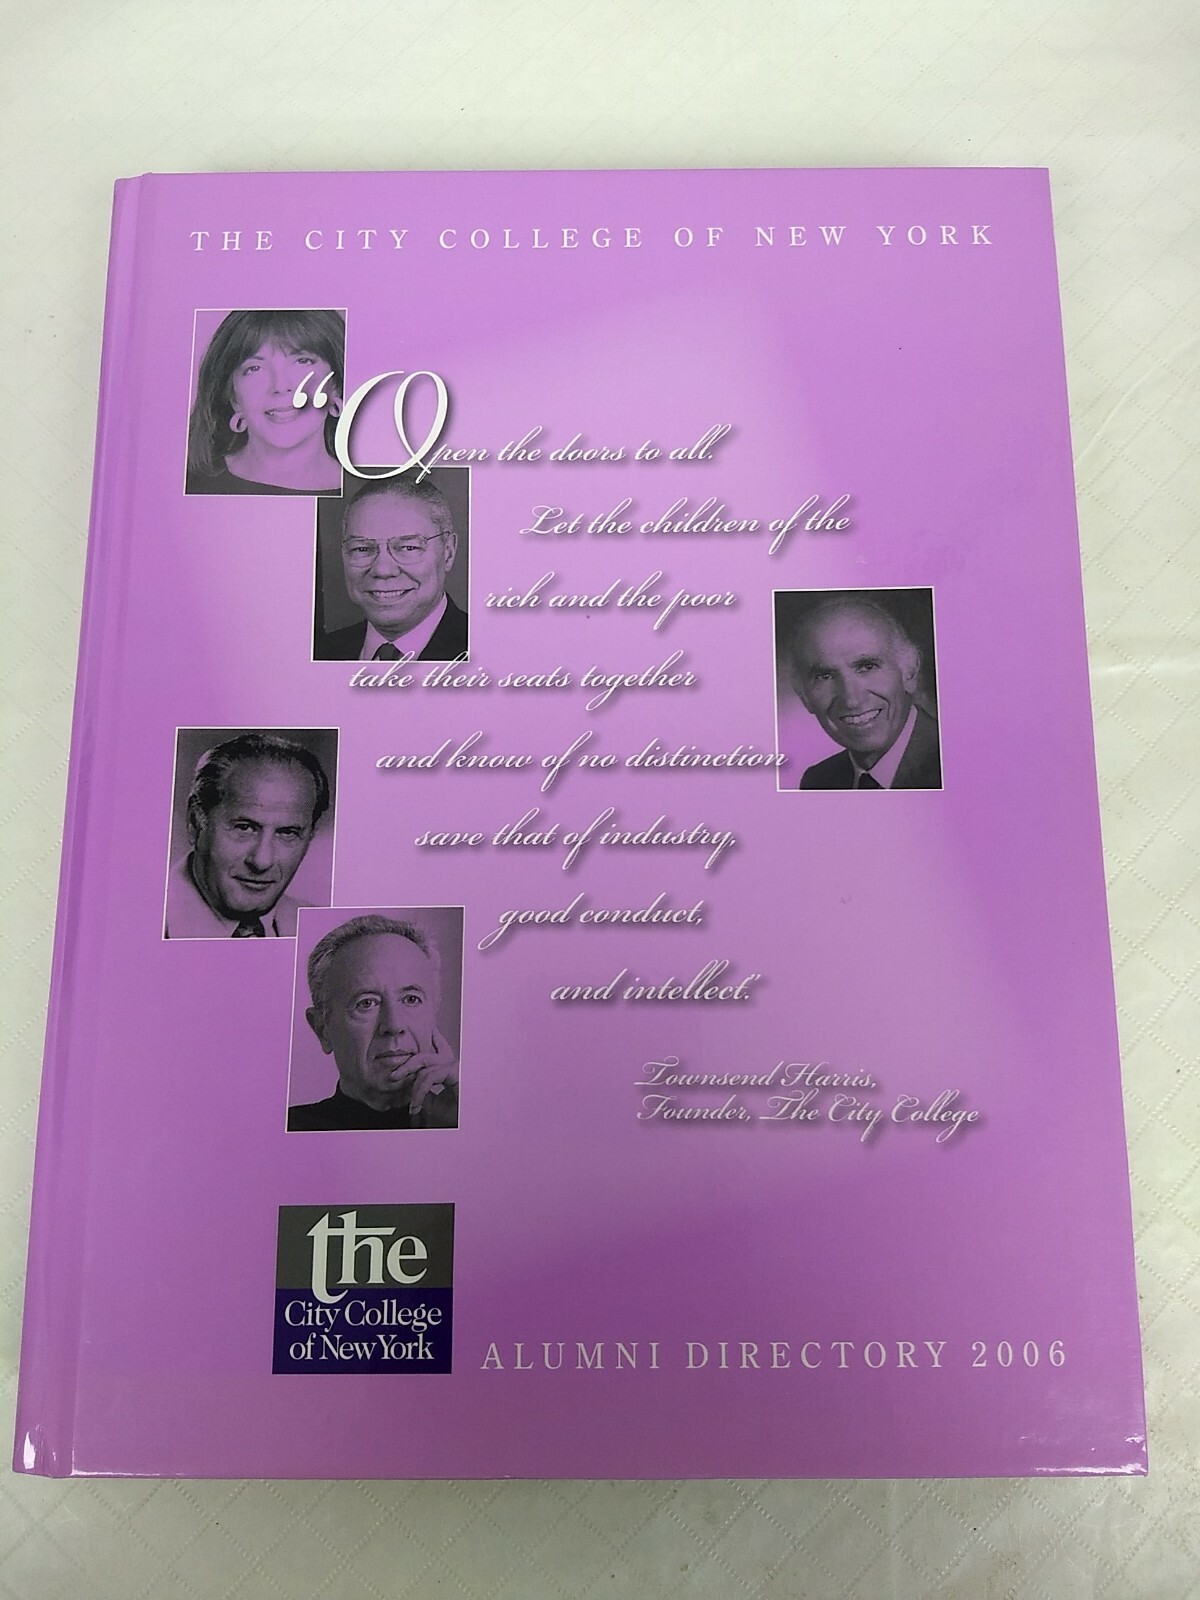 THE CITY COLLEGE OF NEW YORK
“Open the doors to all.
Let the children of the
rich and the poor
take their seats together
and know of no distinction
save that of industry,
good conduct,
and intellect.”
Townsend Harris,
Founder, The City College
the
City College
of New York
ALUMNI DIRECTORY 2006